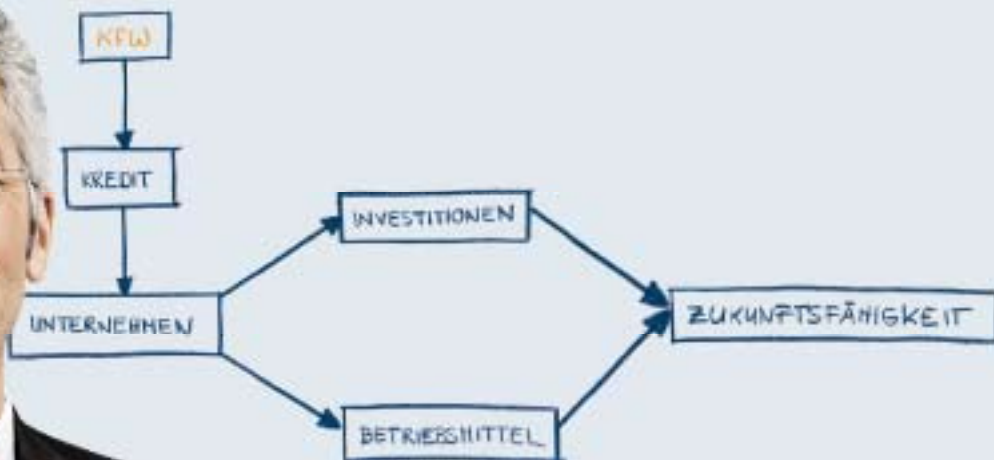 KFW
KREDIT
INVESTITIONEN
UNTERNEHMEN
ZUKUNFTSFÄHIGKEIT
BETRIEBSMITTEL